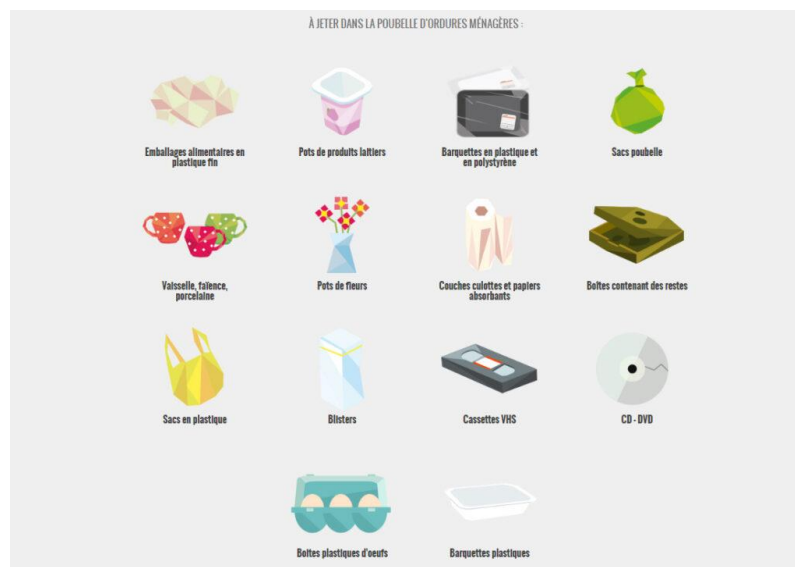 À JETER DANS LA POUBELLE D'ORDURES MÉNAGÈRES :
Emballages alimentaires en
plastique fin
Pots de produits laitiers
Barquettes en plastique et
en polystyrène
Sacs poubelle
Vaisselle, faïence,
porcelaine
Pots de fleurs
Couches culottes et papiers
absorbants
Boîtes contenant des restes
Sacs en plastique
Blisters
Cassettes VHS
CD - DVD
Boîtes plastiques d'oeufs
Barquettes plastiques